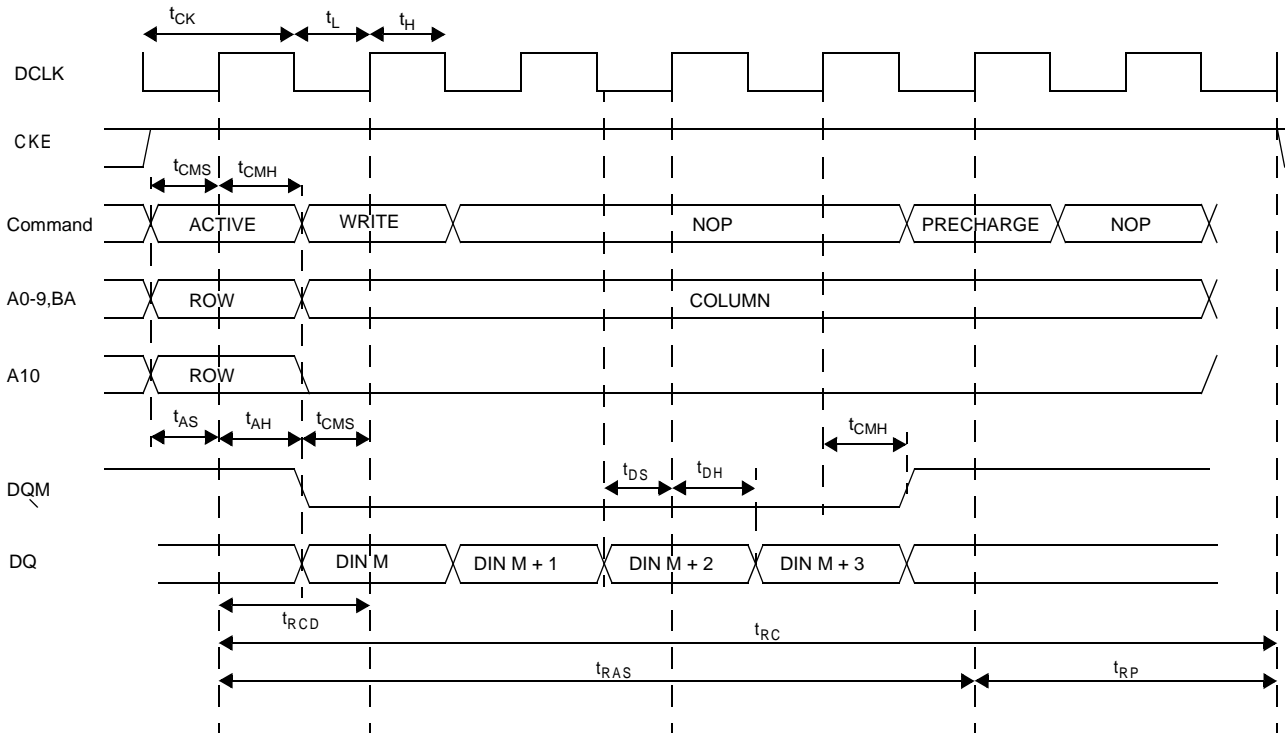 tCK tL tH
DCLK
CKE
tCMS tCMH
Command ACTIVE WRITE NOP PRECHARGE NOP
A0-9,BA ROW COLUMN
A10 ROW
tAS tAH tCMS tCMH
tDS tDH
DQM
DQ DIN M DIN M + 1 DIN M + 2 DIN M + 3
tRCD tRC
tRAS tRP